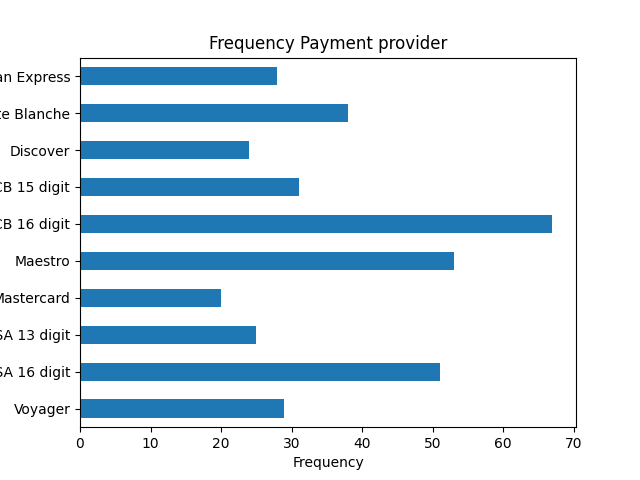 Frequency Payment provider
an Express
te Blanche
Discover
CB 15 digit
CB 16 digit
Maestro
Mastercard
SA 13 digit
SA 16 digit
Voyager
0 10 20 30 40 50 60 70
Frequency